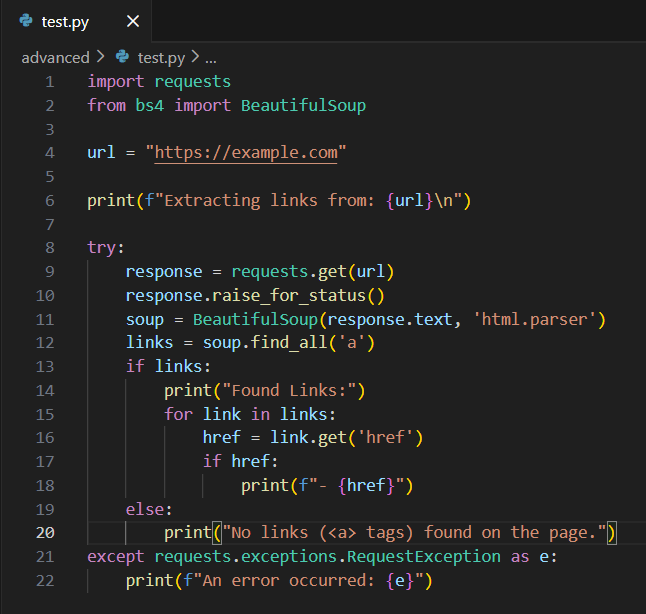 test.py
advanced > test.py > ...
1 import requests
2 from bs4 import BeautifulSoup
3
4 url = "https://example.com"
5
6 print(f"Extracting links from: {url}\n")
7
8 try:
9     response = requests.get(url)
10     response.raise_for_status()
11     soup = BeautifulSoup(response.text, 'html.parser')
12     links = soup.find_all('a')
13     if links:
14         print("Found Links:")
15         for link in links:
16             href = link.get('href')
17             if href:
18                 print(f"- {href}")
19     else:
20         print("No links (<a> tags) found on the page.")
21 except requests.exceptions.RequestException as e:
22     print(f"An error occurred: {e}")